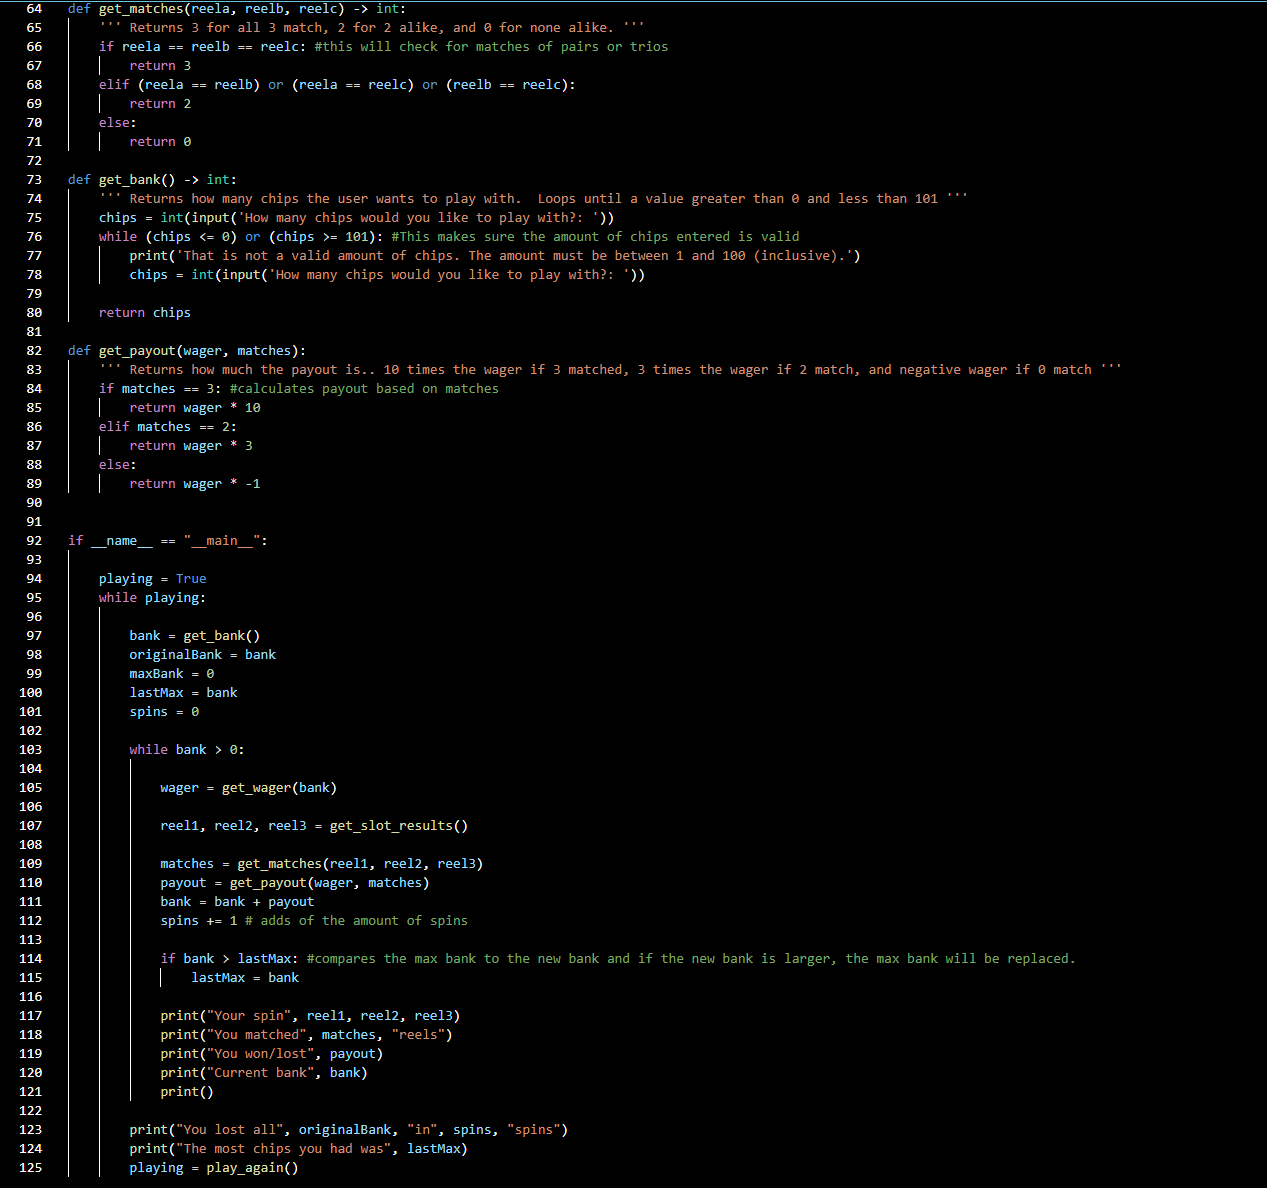 64 def get_matches(reela, reelb, reelc) -> int:
65 ''' Returns 3 for all 3 match, 2 for 2 alike, and 0 for none alike. '''
66 if reela == reelb == reelc: #this will check for matches of pairs or trios
67 return 3
68 elif (reela == reelb) or (reela == reelc) or (reelb == reelc):
69 return 2
70 else:
71 return 0
72
73 def get_bank() -> int:
74 ''' Returns how many chips the user wants to play with.  Loops until a value greater than 0 and less than 101 '''
75 chips = int(input('How many chips would you like to play with?: '))
76 while (chips <= 0) or (chips >= 101): #This makes sure the amount of chips entered is valid
77 print('That is not a valid amount of chips. The amount must be between 1 and 100 (inclusive).')
78 chips = int(input('How many chips would you like to play with?: '))
79
80 return chips
81
82 def get_payout(wager, matches):
83 ''' Returns how much the payout is.. 10 times the wager if 3 matched, 3 times the wager if 2 match, and negative wager if 0 match '''
84 if matches == 3: #calculates payout based on matches
85 return wager * 10
86 elif matches == 2:
87 return wager * 3
88 else:
89 return wager * -1
90
91
92 if __name__ == "__main__":
93
94 playing = True
95 while playing:
96
97 bank = get_bank()
98 originalBank = bank
99 maxBank = 0
100 lastMax = bank
101 spins = 0
102
103 while bank > 0:
104
105 wager = get_wager(bank)
106
107 reel1, reel2, reel3 = get_slot_results()
108
109 matches = get_matches(reel1, reel2, reel3)
110 payout = get_payout(wager, matches)
111 bank = bank + payout
112 spins += 1 # adds of the amount of spins
113
114 if bank > lastMax: #compares the max bank to the new bank and if the new bank is larger, the max bank will be replaced.
115 lastMax = bank
116
117 print("Your spin", reel1, reel2, reel3)
118 print("You matched", matches, "reels")
119 print("You won/lost", payout)
120 print("Current bank", bank)
121 print()
122
123 print("You lost all", originalBank, "in", spins, "spins")
124 print("The most chips you had was", lastMax)
125 playing = play_again()